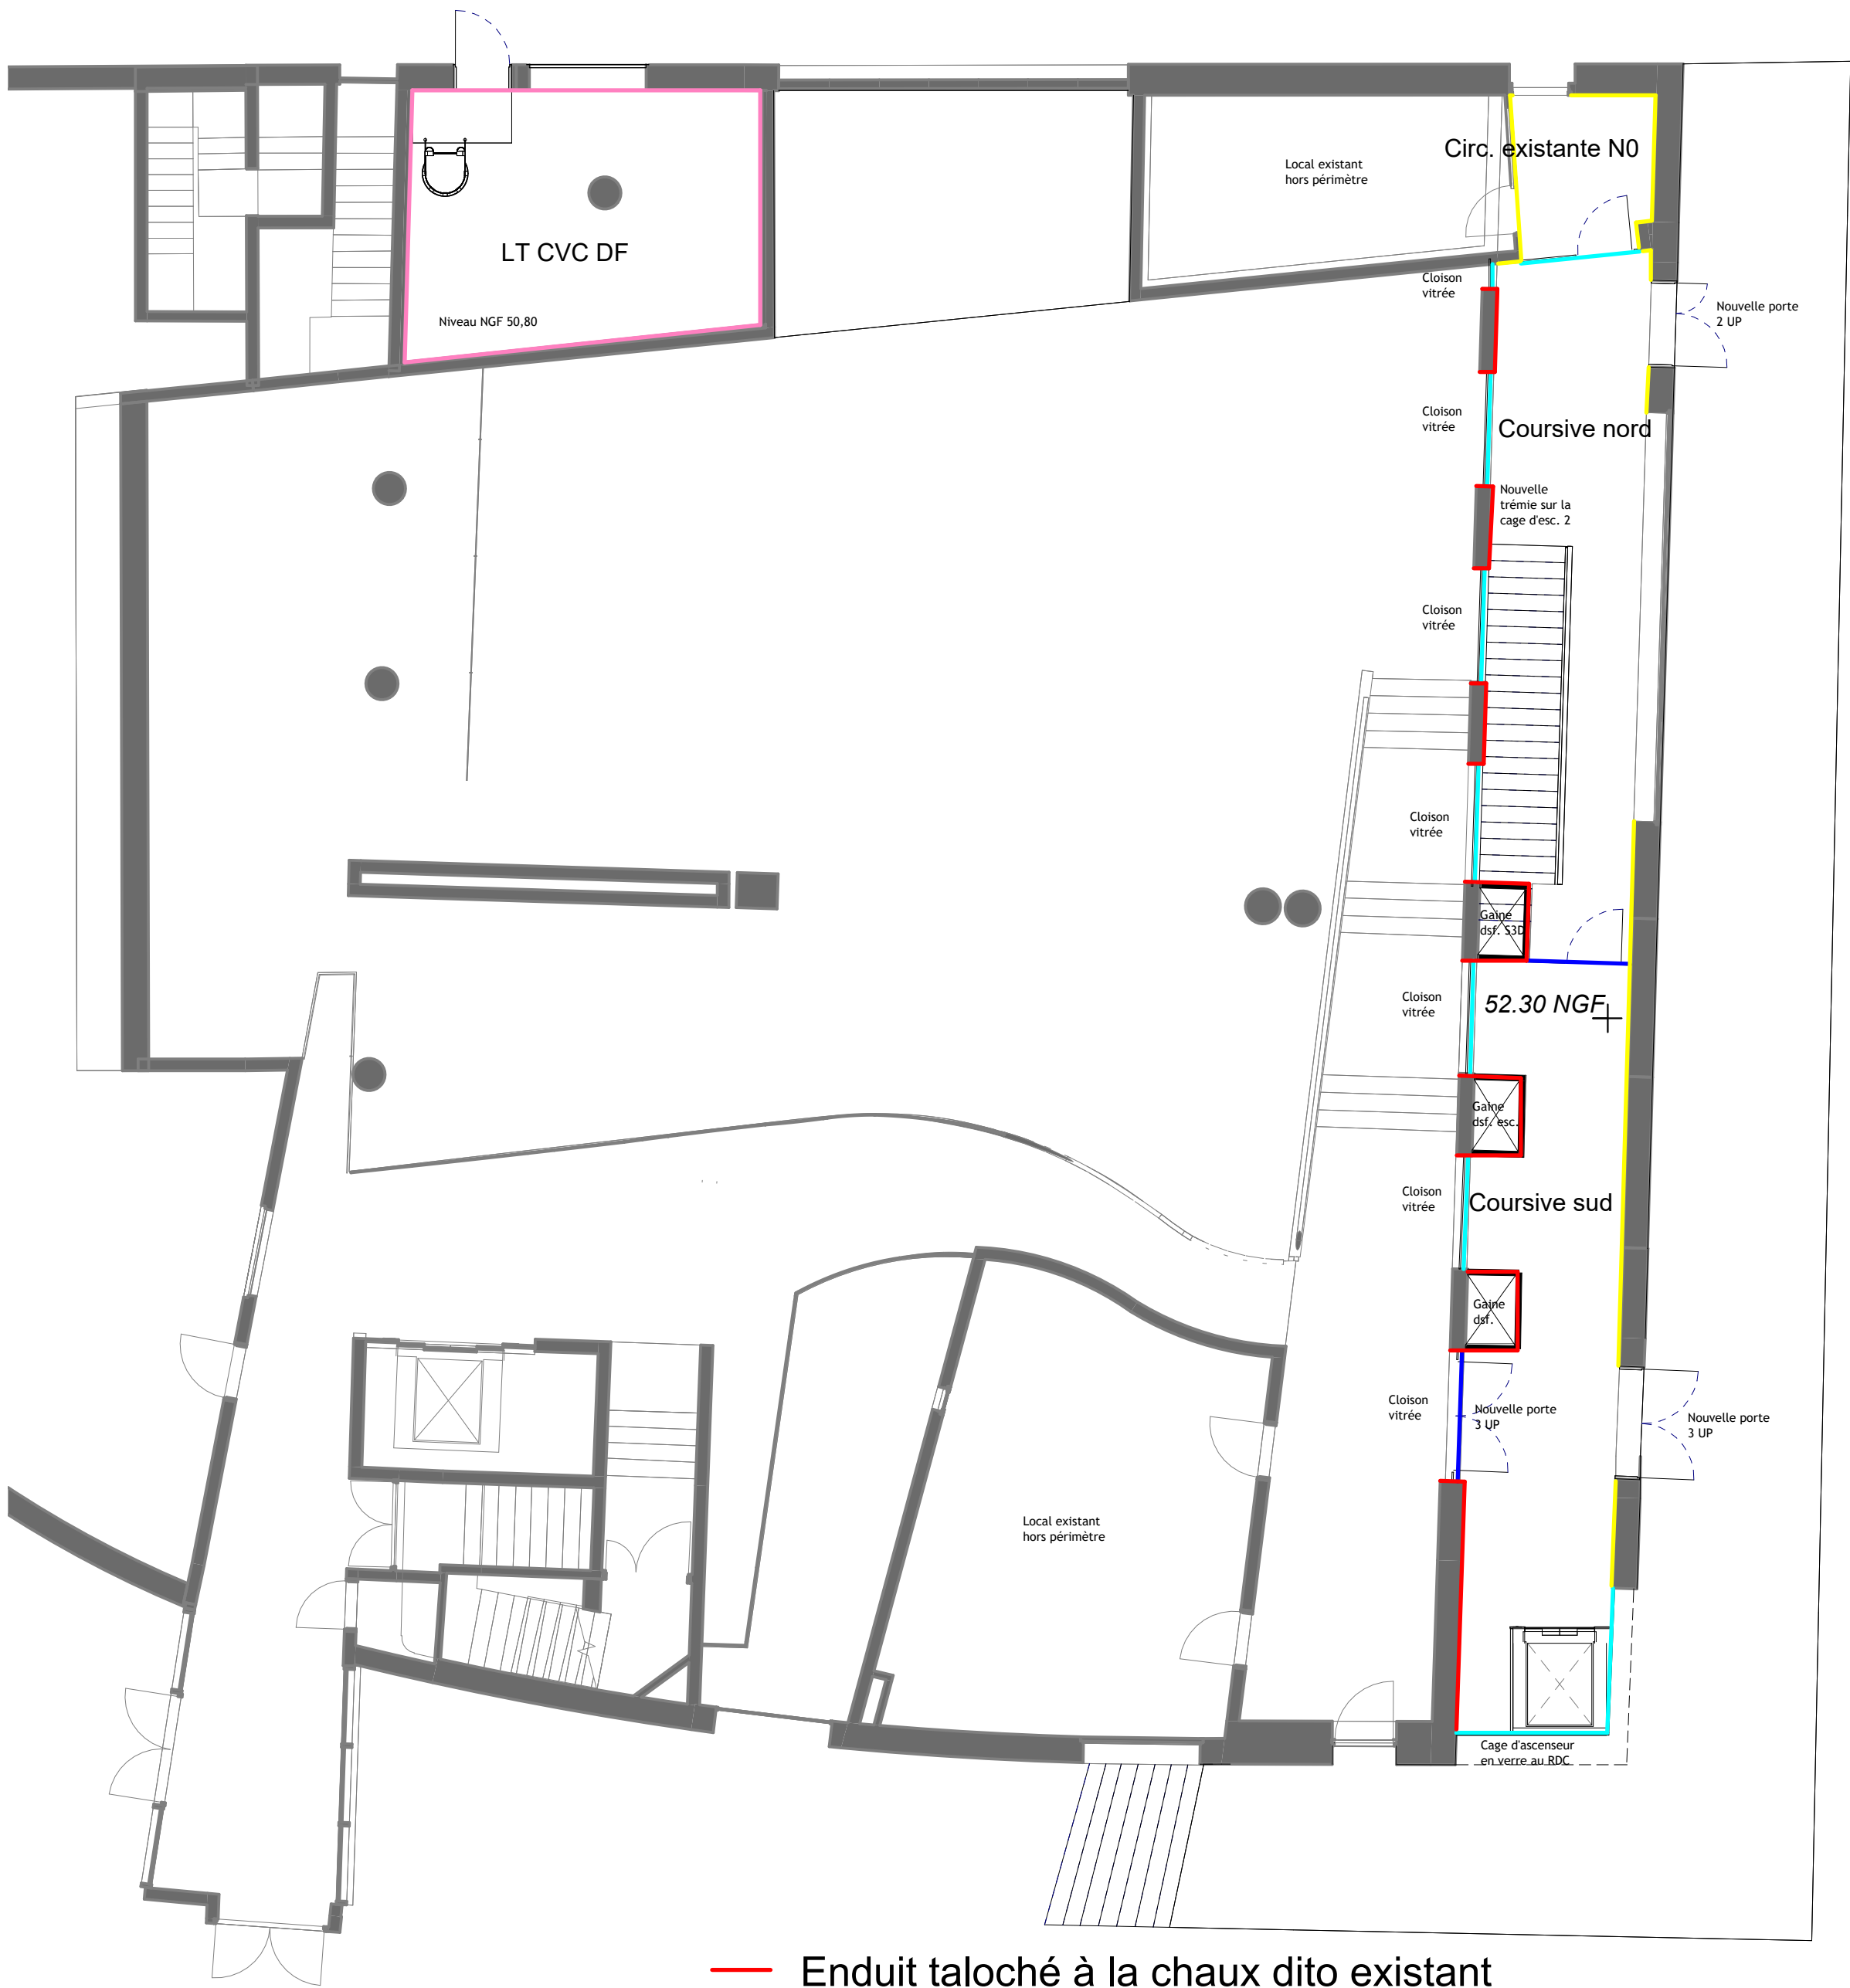 Circ. existante N0
Local existant
hors périmètre
LT CVC DF
Niveau NGF 50,80
Cloison
vitrée
Nouvelle porte
2 UP
Cloison
vitrée
Coursive nord
Nouvelle
trémie sur la
cage d'esc. 2
Cloison
vitrée
Cloison
vitrée
Gaine
dsf. S3D
Cloison
vitrée
52.30 NGF
Gaine
dsf. esc.
Cloison
vitrée
Coursive sud
Gaine
dsf.
Cloison
vitrée
Nouvelle porte
3 UP
Nouvelle porte
3 UP
Local existant
hors périmètre
Cage d'ascenseur
en verre au RDC
Enduit taloché à la chaux dito existant